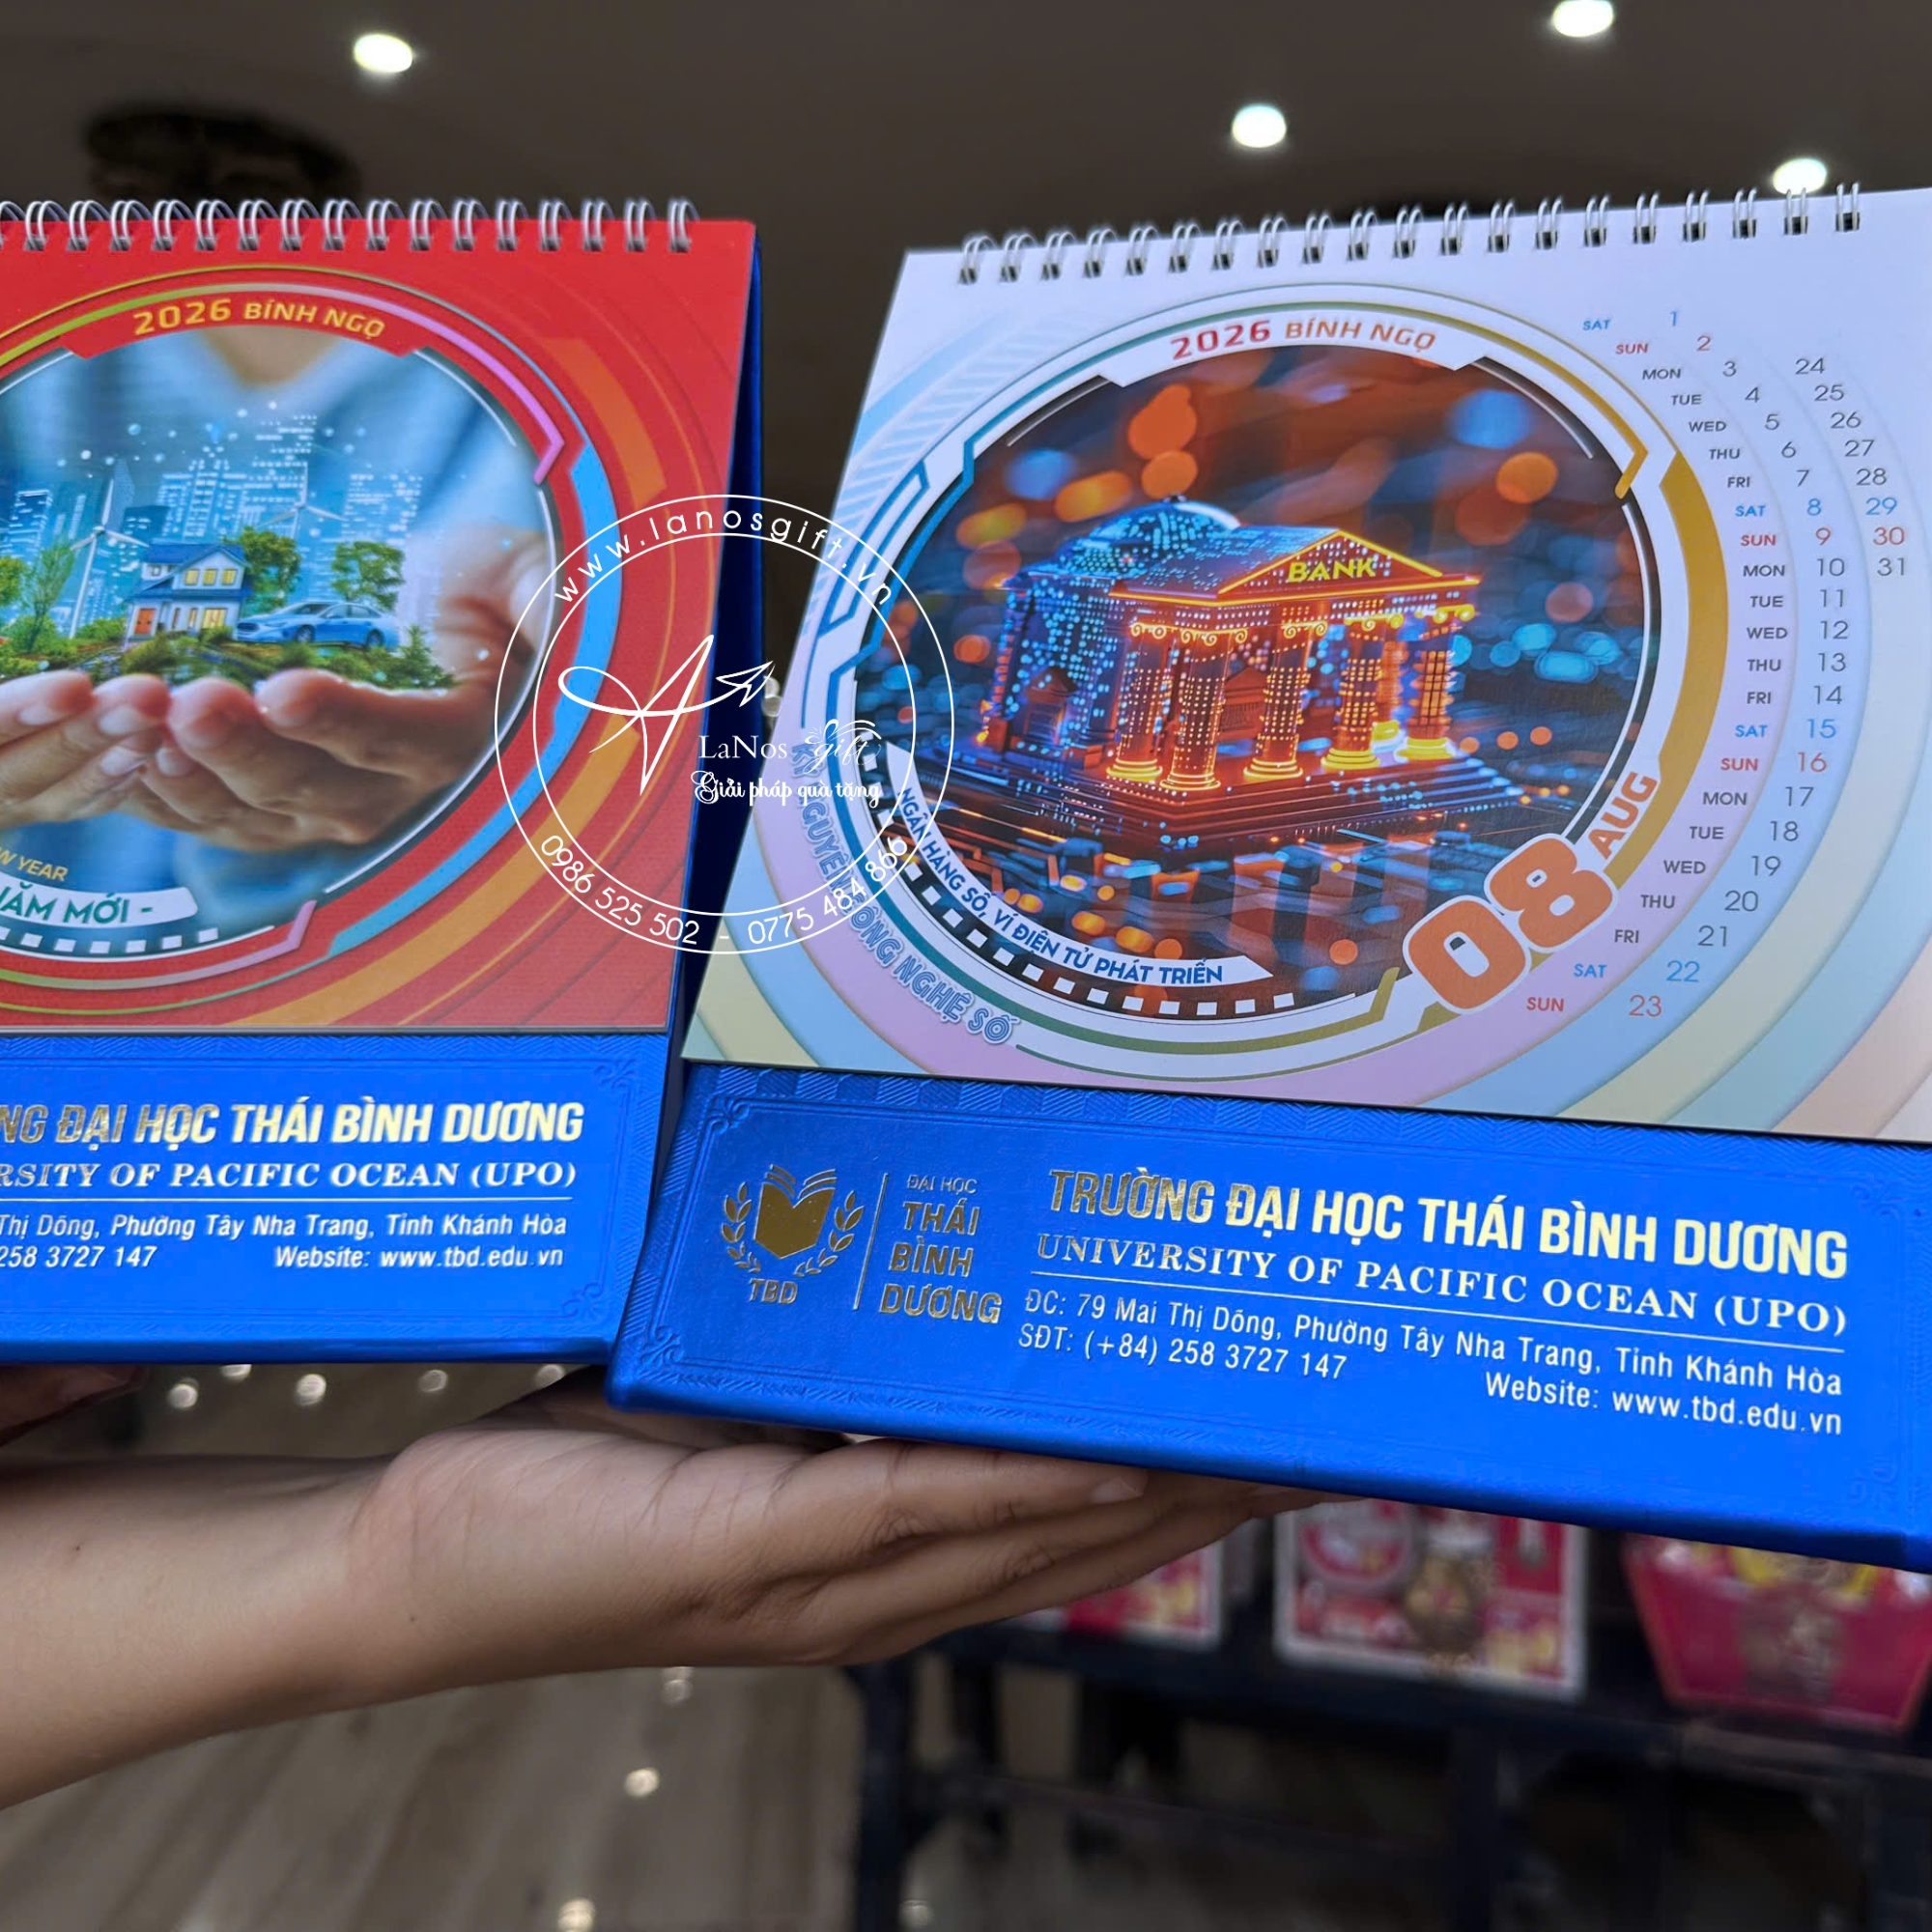 2026 BÍNH NGỌ
W YEAR
ĂM MỚI -
NG ĐẠI HỌC THÁI BÌNH DƯƠNG
RSITY OF PACIFIC OCEAN (UPO)
Thị Dõng, Phường Tây Nha Trang, Tỉnh Khánh Hòa
258 3727 147 Website: www.tbd.edu.vn
www.lanosgift.vn
LaNos gift
Giải pháp quà tặng
0986 525 502 - 0775 484 866
2026 BÍNH NGỌ
BANK
NGÂN HÀNG SỐ, VÍ ĐIỆN TỬ PHÁT TRIỂN
NGUYÊN CÔNG NGHỆ SỐ
08 AUG
SAT 1
SUN 2
MON 3 24
TUE 4 25
WED 5 26
THU 6 27
FRI 7 28
SAT 8 29
SUN 9 30
MON 10 31
TUE 11
WED 12
THU 13
FRI 14
SAT 15
SUN 16
MON 17
TUE 18
WED 19
THU 20
FRI 21
SAT 22
SUN 23
TBD
ĐẠI HỌC
THÁI
BÌNH
DƯƠNG
TRƯỜNG ĐẠI HỌC THÁI BÌNH DƯƠNG
UNIVERSITY OF PACIFIC OCEAN (UPO)
ĐC: 79 Mai Thị Dõng, Phường Tây Nha Trang, Tỉnh Khánh Hòa
SĐT: (+84) 258 3727 147
Website: www.tbd.edu.vn